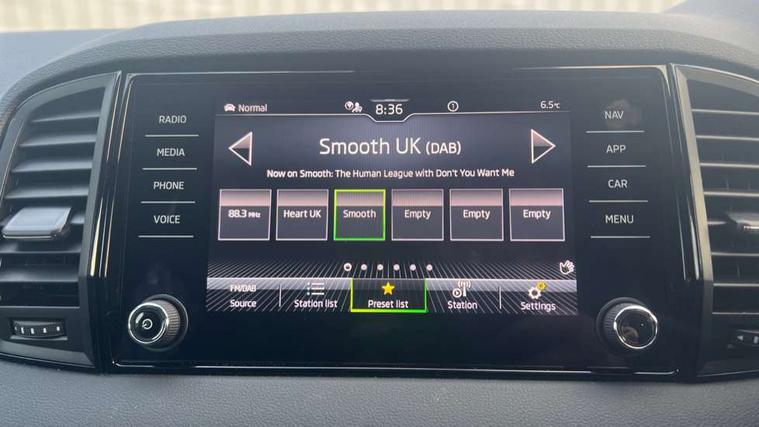 RADIO
MEDIA
PHONE
VOICE
Normal
8:36
6.5°C
Smooth UK (DAB)
Now on Smooth: The Human League with Don't You Want Me
88.3 MHz
Heart UK
Smooth
Empty
Empty
Empty
FM/DAB
Source
Station list
Preset list
Station
Settings
NAV
APP
CAR
MENU